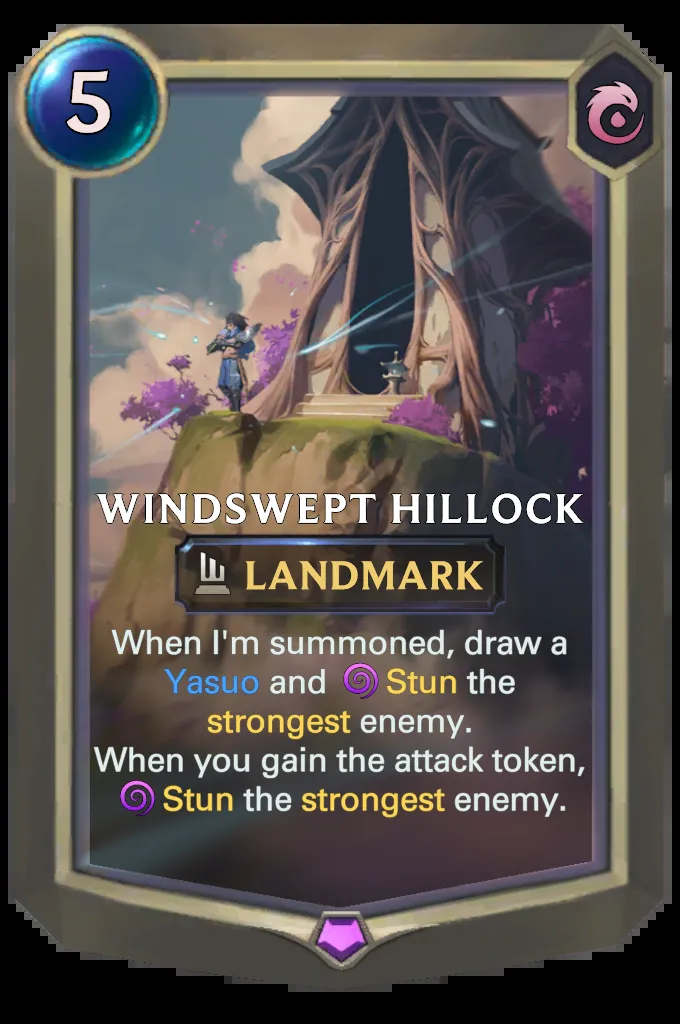 5
WINDSWEPT HILLOCK
LANDMARK
When I'm summoned, draw a
Yasuo and Stun the
strongest enemy.
When you gain the attack token,
Stun the strongest enemy.